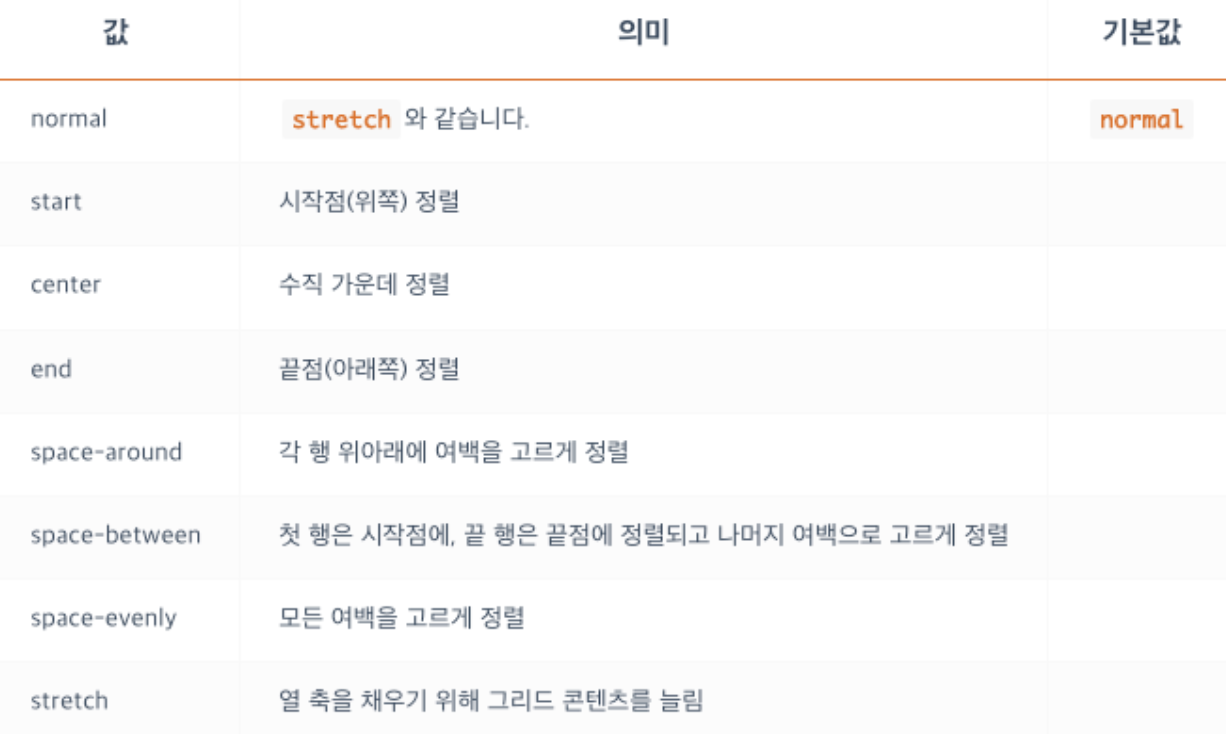 값 의미 기본값
normal stretch 와 같습니다. normal
start 시작점(위쪽) 정렬
center 수직 가운데 정렬
end 끝점(아래쪽) 정렬
space-around 각 행 위아래에 여백을 고르게 정렬
space-between 첫 행은 시작점에, 끝 행은 끝점에 정렬되고 나머지 여백으로 고르게 정렬
space-evenly 모든 여백을 고르게 정렬
stretch 열 축을 채우기 위해 그리드 콘텐츠를 늘림